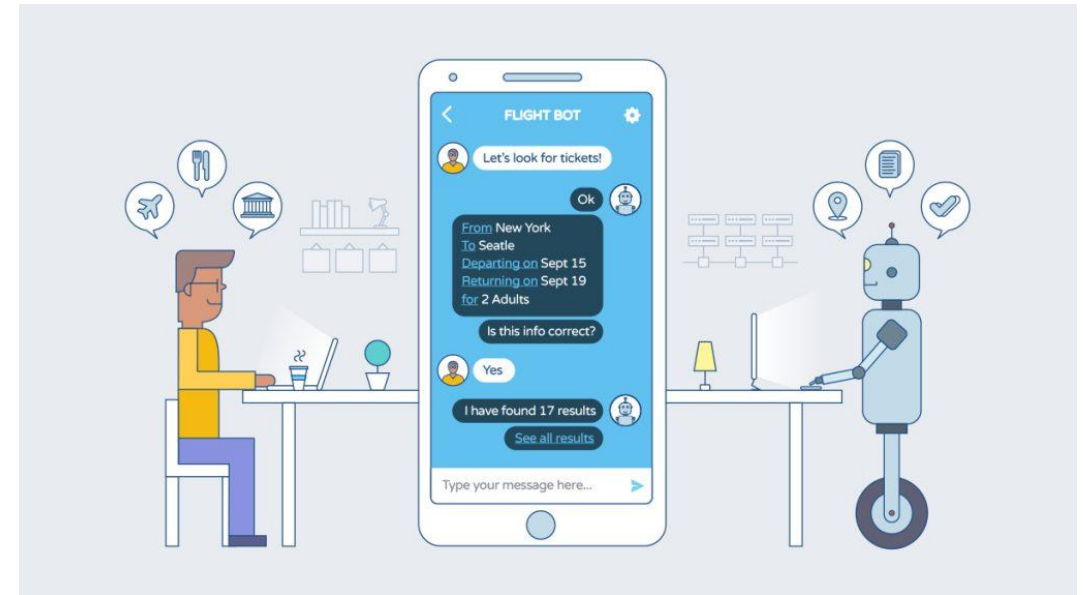 FLIGHT BOT
Let's look for tickets!
Ok
From New York
To Seatle
Departing on Sept 15
Returning on Sept 19
for 2 Adults
Is this info correct?
Yes
I have found 17 results
See all results
Type your message here...